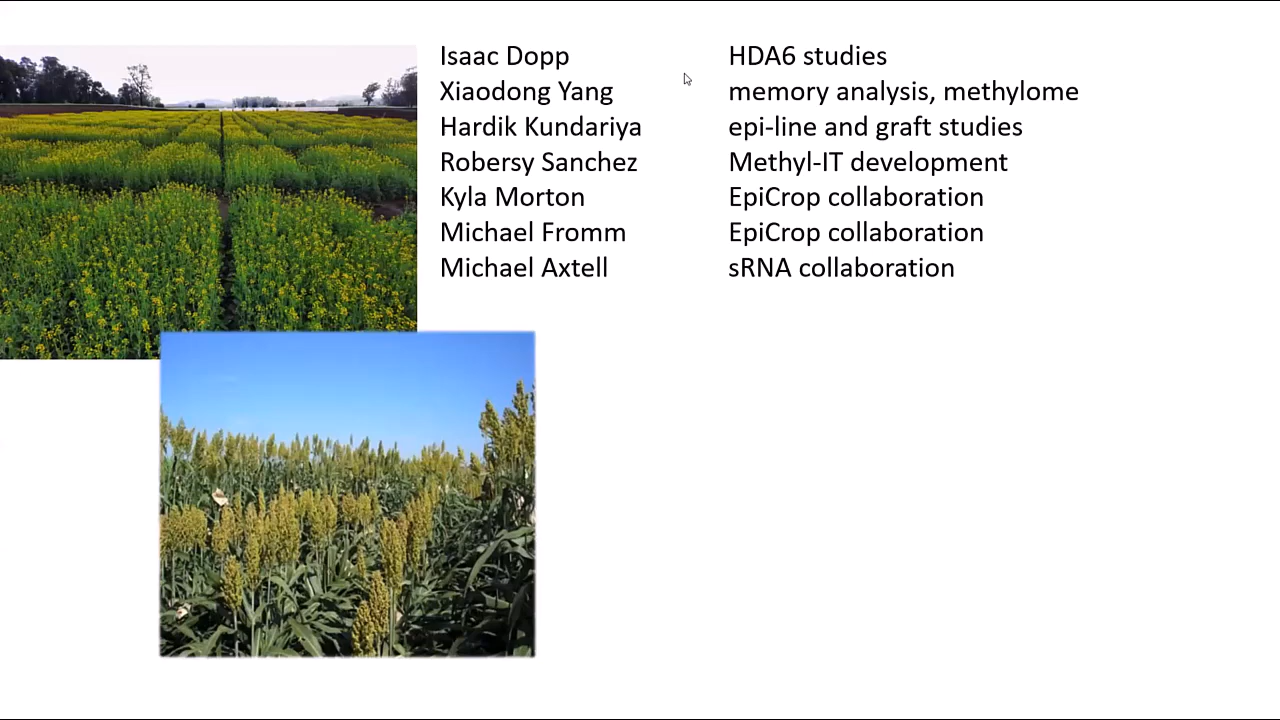 Isaac Dopp HDA6 studies
Xiaodong Yang memory analysis, methylome
Hardik Kundariya epi-line and graft studies
Robersy Sanchez Methyl-IT development
Kyla Morton EpiCrop collaboration
Michael Fromm EpiCrop collaboration
Michael Axtell sRNA collaboration